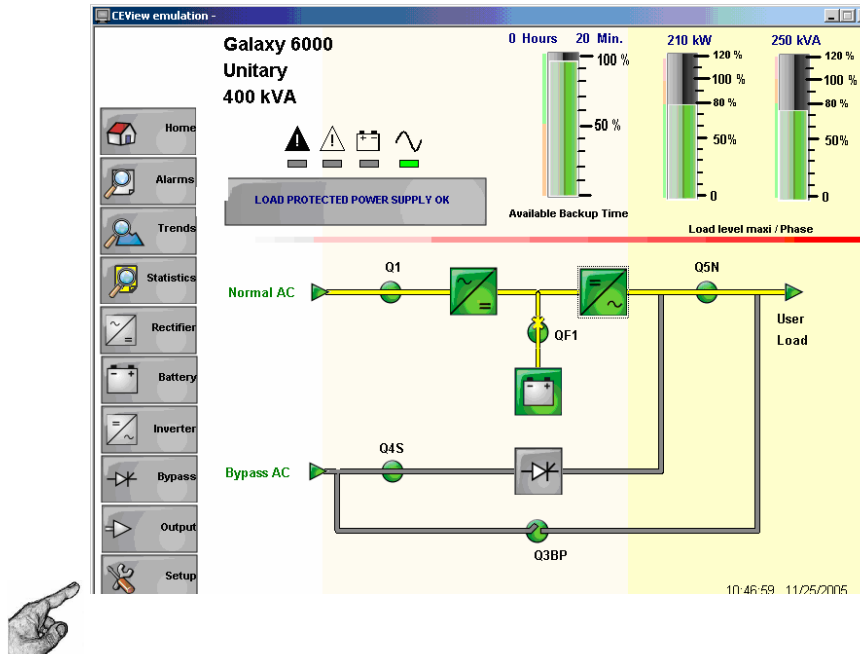 CEView emulation -
Galaxy 6000
Unitary
400 kVA
0 Hours 20 Min.
100 %
50 %
Available Backup Time
210 kW
120 %
100 %
80 %
50%
0
250 kVA
120 %
100 %
80 %
50%
0
Load level maxi / Phase
LOAD PROTECTED POWER SUPPLY OK
Home
Alarms
Trends
Statistics
Rectifier
Battery
Inverter
Bypass
Output
Setup
Normal AC
Q1
QF1
Q5N
User
Load
Bypass AC
Q4S
Q3BP
10:46:59 11/25/2005